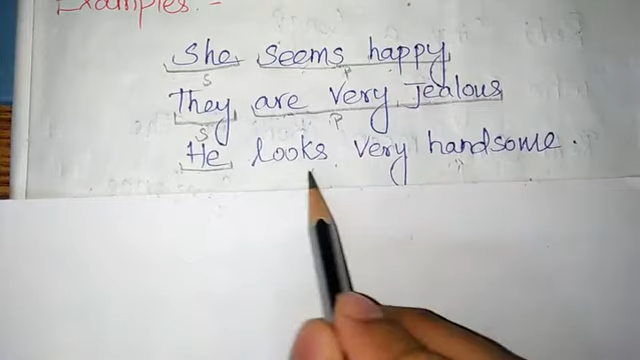 Examples:-
She seems happy
S P
They are very Jealous
S P
He looks very handsome.